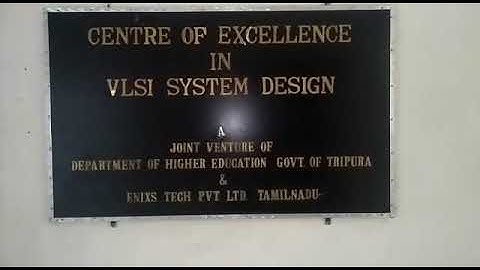 CENTRE OF EXCELLENCE
IN
VLSI SYSTEM DESIGN
A
JOINT VENTURE OF
DEPARTMENT OF HIGHER EDUCATION GOVT. OF TRIPURA
&
ENIXS TECH PVT LTD. TAMILNADU